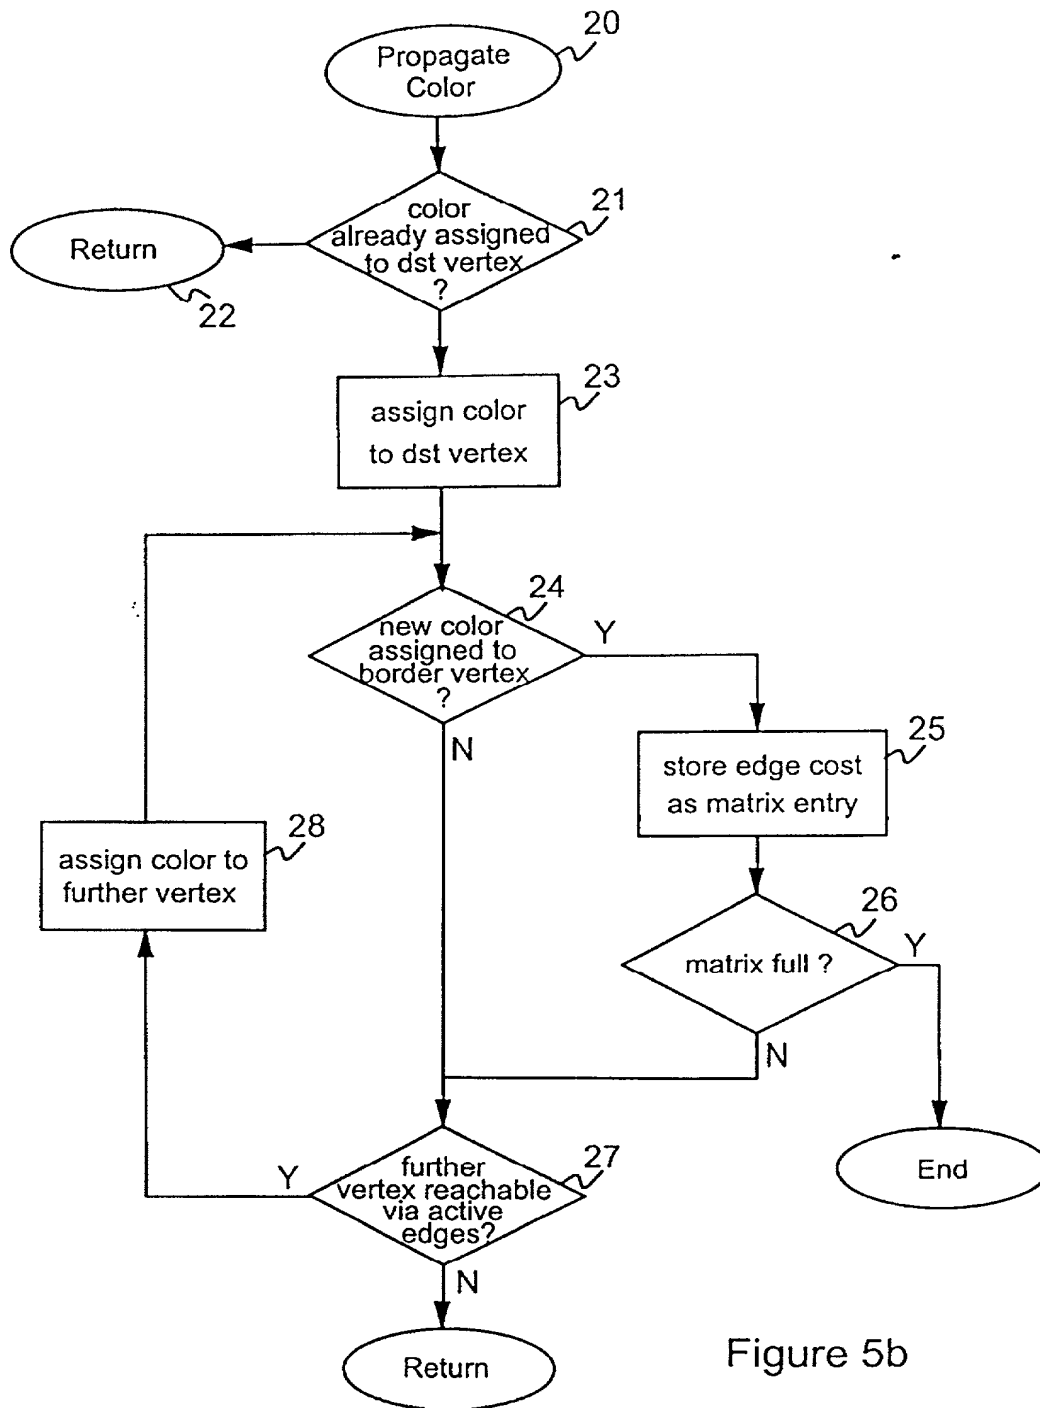 20
Propagate
Color
21
color
already assigned
to dst vertex
?
Return
22
23
assign color
to dst vertex
24
new color
assigned to
border vertex
?
Y
N
25
store edge cost
as matrix entry
28
assign color to
further vertex
26
matrix full ?
Y
N
27
further
vertex reachable
via active
edges?
Y
N
End
Return
Figure 5b